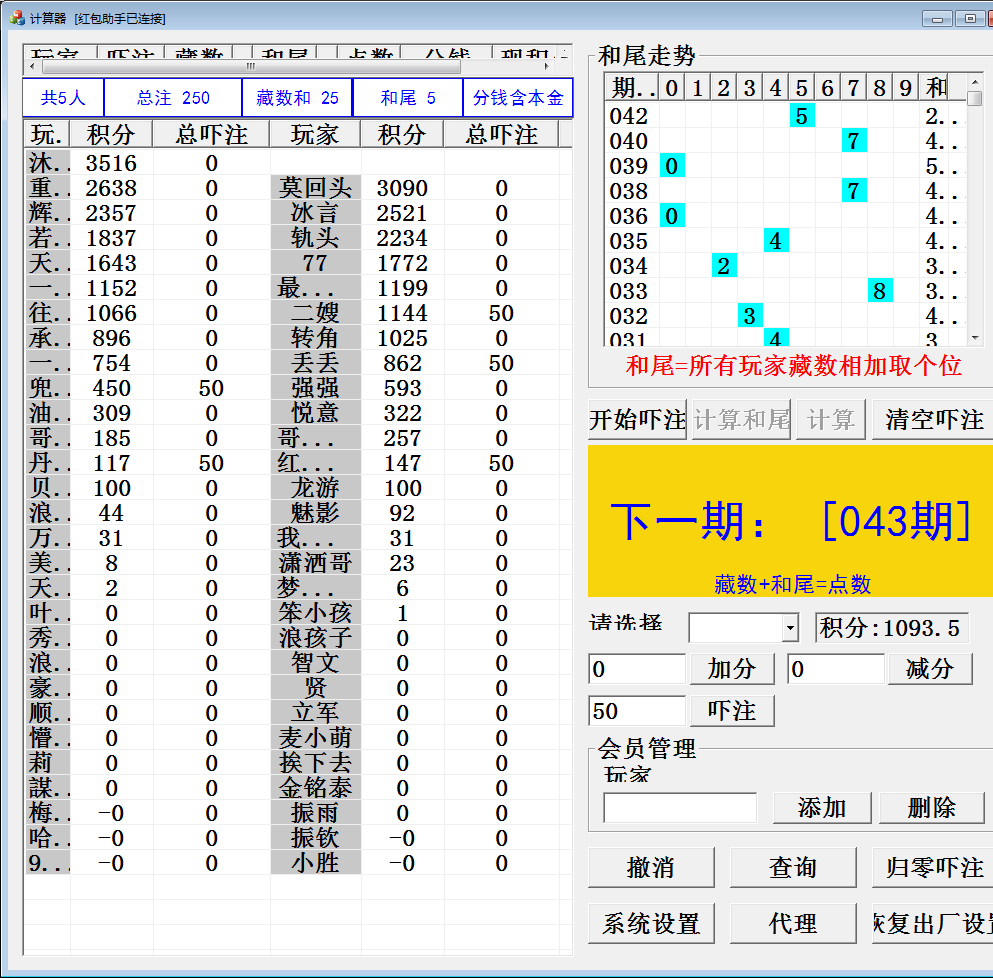 计算器 [红包助手已连接]
玩家 吓注 藏数 和尾 点数 分钱 现积
共5人 总注 250 藏数和 25 和尾 5 分钱含本金
玩. 积分 总吓注 玩家 积分 总吓注
沐.. 3516 0
重.. 2638 0 莫回头 3090 0
辉.. 2357 0 冰言 2521 0
若.. 1837 0 轨头 2234 0
天.. 1643 0 77 1772 0
一.. 1152 0 最... 1199 0
往.. 1066 0 二嫂 1144 50
承.. 896 0 转角 1025 0
一.. 754 0 丢丢 862 50
兜.. 450 50 强强 593 0
油.. 309 0 悦意 322 0
哥.. 185 0 哥... 257 0
丹.. 117 50 红... 147 50
贝.. 100 0 龙游 100 0
浪.. 44 0 魅影 92 0
万.. 31 0 我... 31 0
美.. 8 0 潇洒哥 23 0
天.. 2 0 梦... 6 0
叶.. 0 0 笨小孩 1 0
秀.. 0 0 浪孩子 0 0
浪.. 0 0 智文 0 0
豪.. 0 0 贤 0 0
顺.. 0 0 立军 0 0
懵.. 0 0 麦小萌 0 0
莉 0 0 挨下去 0 0
謀.. 0 0 金铭泰 0 0
梅.. -0 0 振雨 0 0
哈.. -0 0 振钦 -0 0
9... -0 0 小胜 -0 0
和尾走势
期.. 0 1 2 3 4 5 6 7 8 9 和
042 5 2..
040 7 4..
039 0 5..
038 7 4..
036 0 4..
035 4 4..
034 2 3..
033 8 3..
032 3 4..
031 4 3
和尾=所有玩家藏数相加取个位
开始吓注 计算和尾 计算 清空吓注
下一期： [043期]
藏数+和尾=点数
请选择 积分:1093.5
0 加分 0 减分
50 吓注
会员管理
玩家
添加 删除
撤消 查询 归零吓注
系统设置 代理 恢复出厂设置